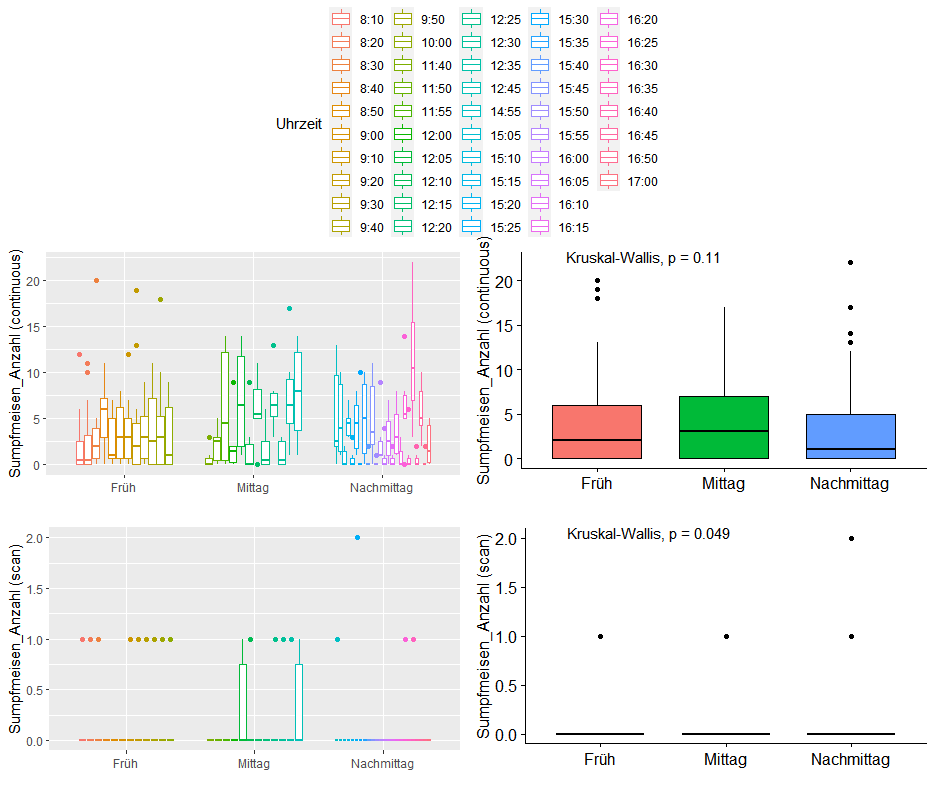 8:10 9:50 12:25 15:30 16:20
8:20 10:00 12:30 15:35 16:25
8:30 11:40 12:35 15:40 16:30
8:40 11:50 12:45 15:45 16:35
8:50 11:55 14:55 15:50 16:40
Uhrzeit
9:00 12:00 15:05 15:55 16:45
9:10 12:05 15:10 16:00 16:50
9:20 12:10 15:15 16:05 17:00
9:30 12:15 15:20 16:10
9:40 12:20 15:25 16:15
Sumpfmeisen_Anzahl (continuous)
20
15
10
5
0
Früh Mittag Nachmittag
Sumpfmeisen_Anzahl (continuous)
Kruskal-Wallis, p = 0.11
20
15
10
5
0
Früh Mittag Nachmittag
Sumpfmeisen_Anzahl (scan)
2.0
1.5
1.0
0.5
0.0
Früh Mittag Nachmittag
Sumpfmeisen_Anzahl (scan)
Kruskal-Wallis, p = 0.049
2.0
1.5
1.0
0.5
0.0
Früh Mittag Nachmittag